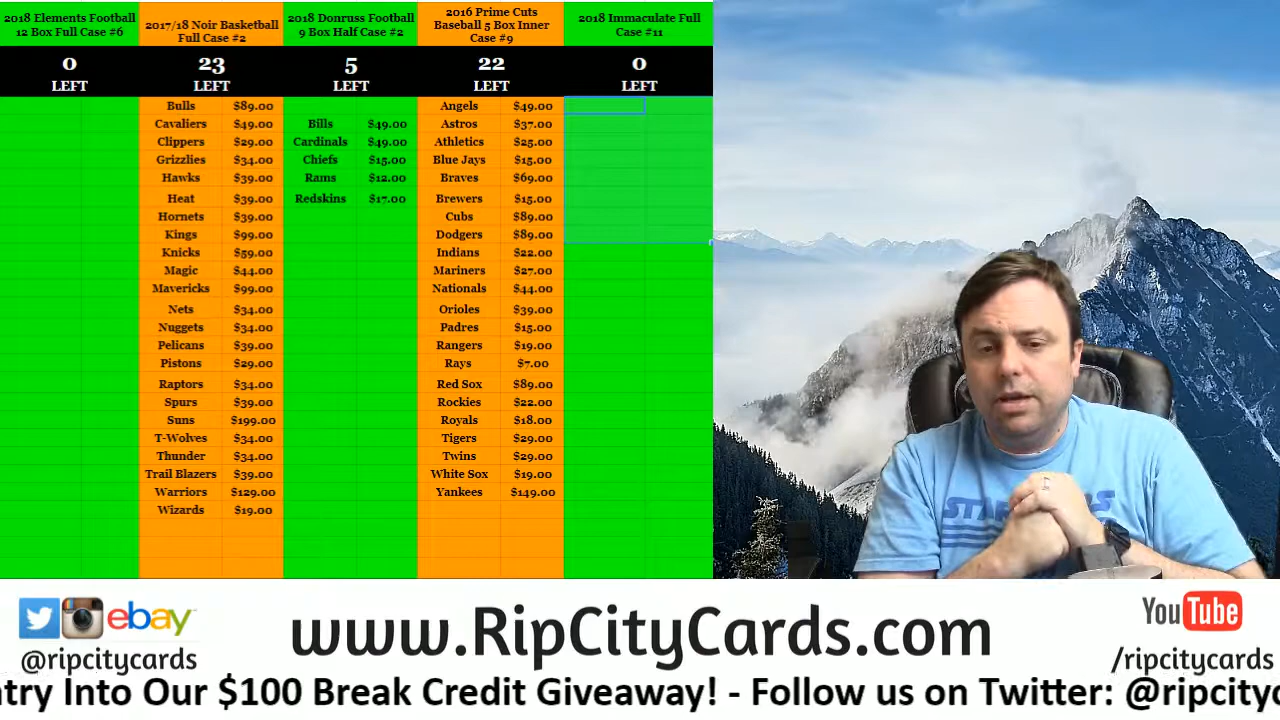 2018 Elements Football
12 Box Full Case #6
0
LEFT
2017/18 Noir Basketball
Full Case #2
23
LEFT
Bulls $89.00
Cavaliers $49.00
Clippers $29.00
Grizzlies $34.00
Hawks $39.00
Heat $39.00
Hornets $39.00
Kings $99.00
Knicks $59.00
Magic $44.00
Mavericks $99.00
Nets $34.00
Nuggets $34.00
Pelicans $39.00
Pistons $29.00
Raptors $34.00
Spurs $39.00
Suns $199.00
T-Wolves $34.00
Thunder $34.00
Trail Blazers $39.00
Warriors $129.00
Wizards $19.00
2018 Donruss Football
9 Box Half Case #2
5
LEFT
Bills $49.00
Cardinals $49.00
Chiefs $15.00
Rams $12.00
Redskins $17.00
2016 Prime Cuts
Baseball 5 Box Inner
Case #9
22
LEFT
Angels $49.00
Astros $37.00
Athletics $25.00
Blue Jays $15.00
Braves $69.00
Brewers $15.00
Cubs $89.00
Dodgers $89.00
Indians $22.00
Mariners $27.00
Nationals $44.00
Orioles $39.00
Padres $15.00
Rangers $19.00
Rays $7.00
Red Sox $89.00
Rockies $22.00
Royals $18.00
Tigers $29.00
Twins $29.00
White Sox $19.00
Yankees $149.00
2018 Immaculate Full
Case #11
0
LEFT
ebay
@ripcitycards
www.RipCityCards.com
YouTube
/ripcitycards
ntry Into Our $100 Break Credit Giveaway! - Follow us on Twitter: @ripcityc